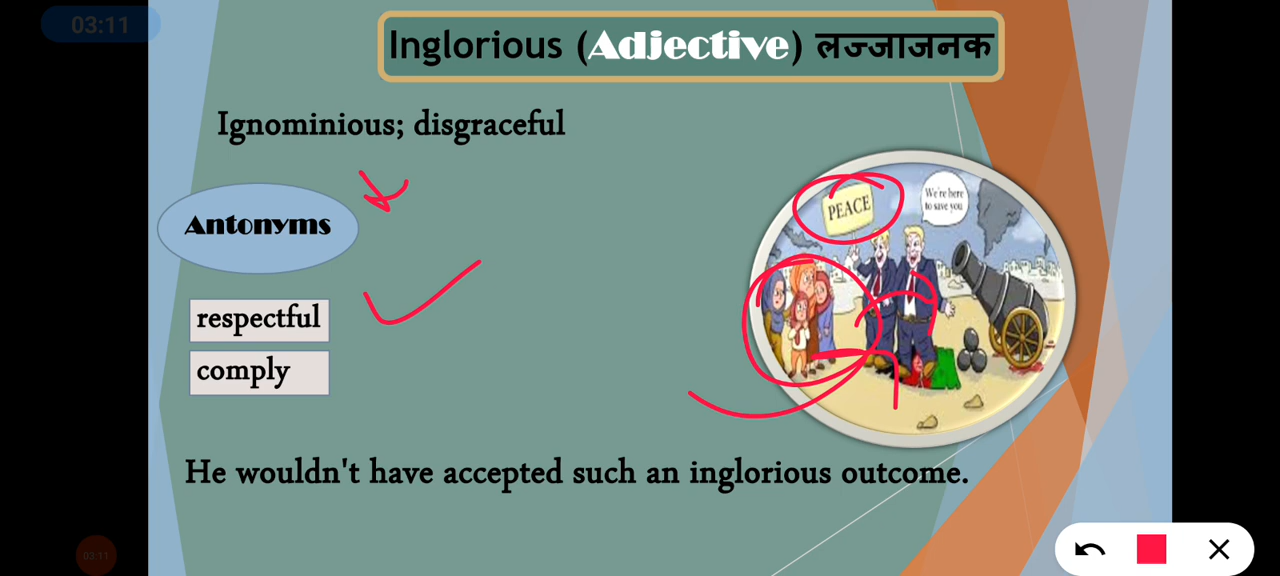 03:11
Inglorious (Adjective) लज्जाजनक
Ignominious; disgraceful
Antonyms
respectful
comply
PEACE
We're here
to save you
He wouldn't have accepted such an inglorious outcome.
03:11